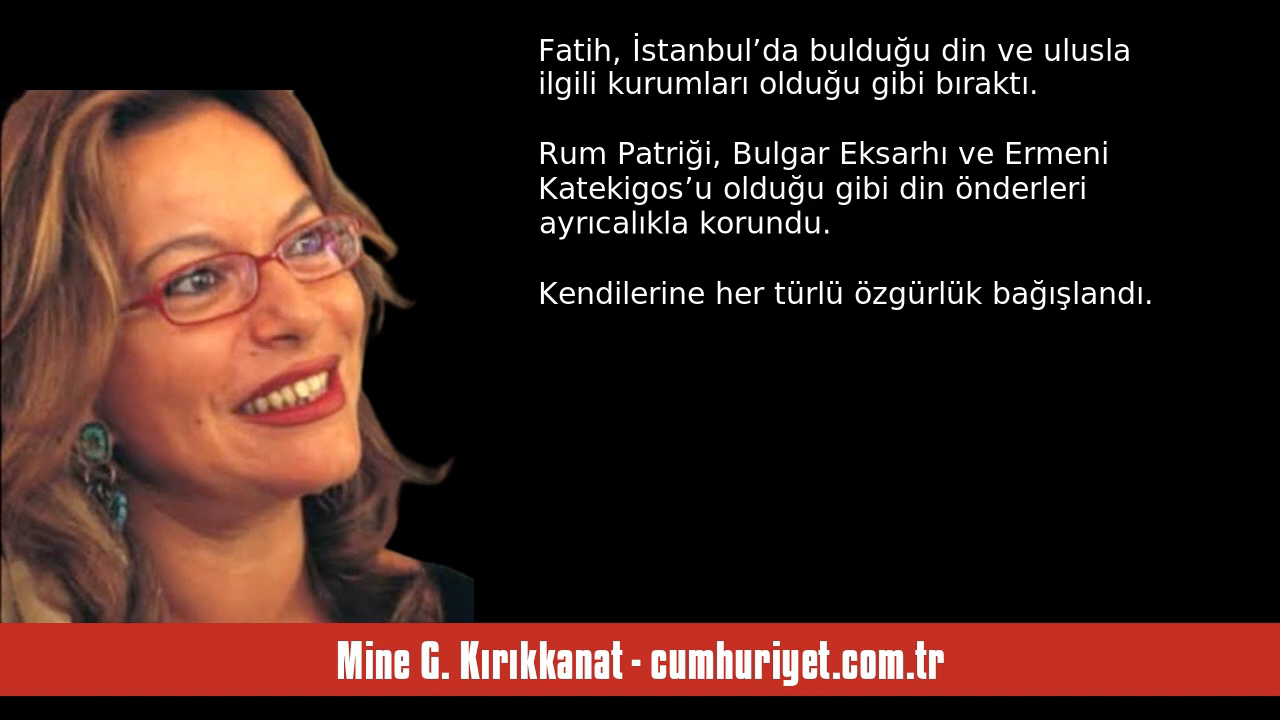 Fatih, İstanbul’da bulduğu din ve ulusla
ilgili kurumları olduğu gibi bıraktı.
Rum Patriği, Bulgar Eksarhı ve Ermeni
Katekigos’u olduğu gibi din önderleri
ayrıcalıkla korundu.
Kendilerine her türlü özgürlük bağışlandı.
Mine G. Kırıkkanat - cumhuriyet.com.tr